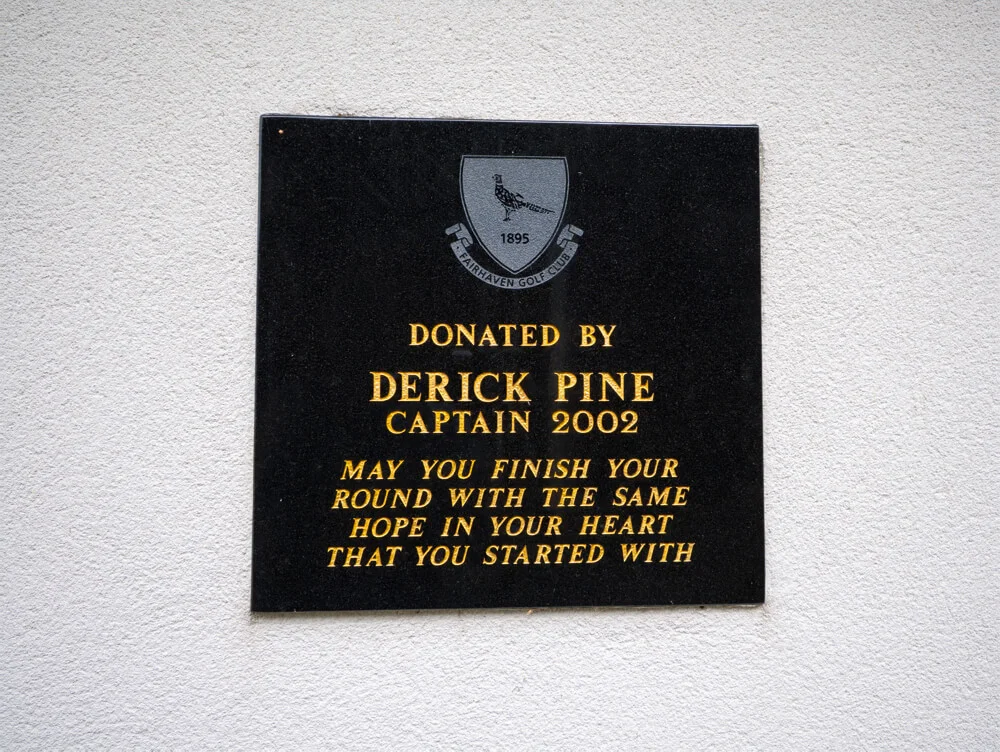 1895
· FAIRHAVEN GOLF CLUB ·
DONATED BY
DERICK PINE
CAPTAIN 2002
MAY YOU FINISH YOUR
ROUND WITH THE SAME
HOPE IN YOUR HEART
THAT YOU STARTED WITH